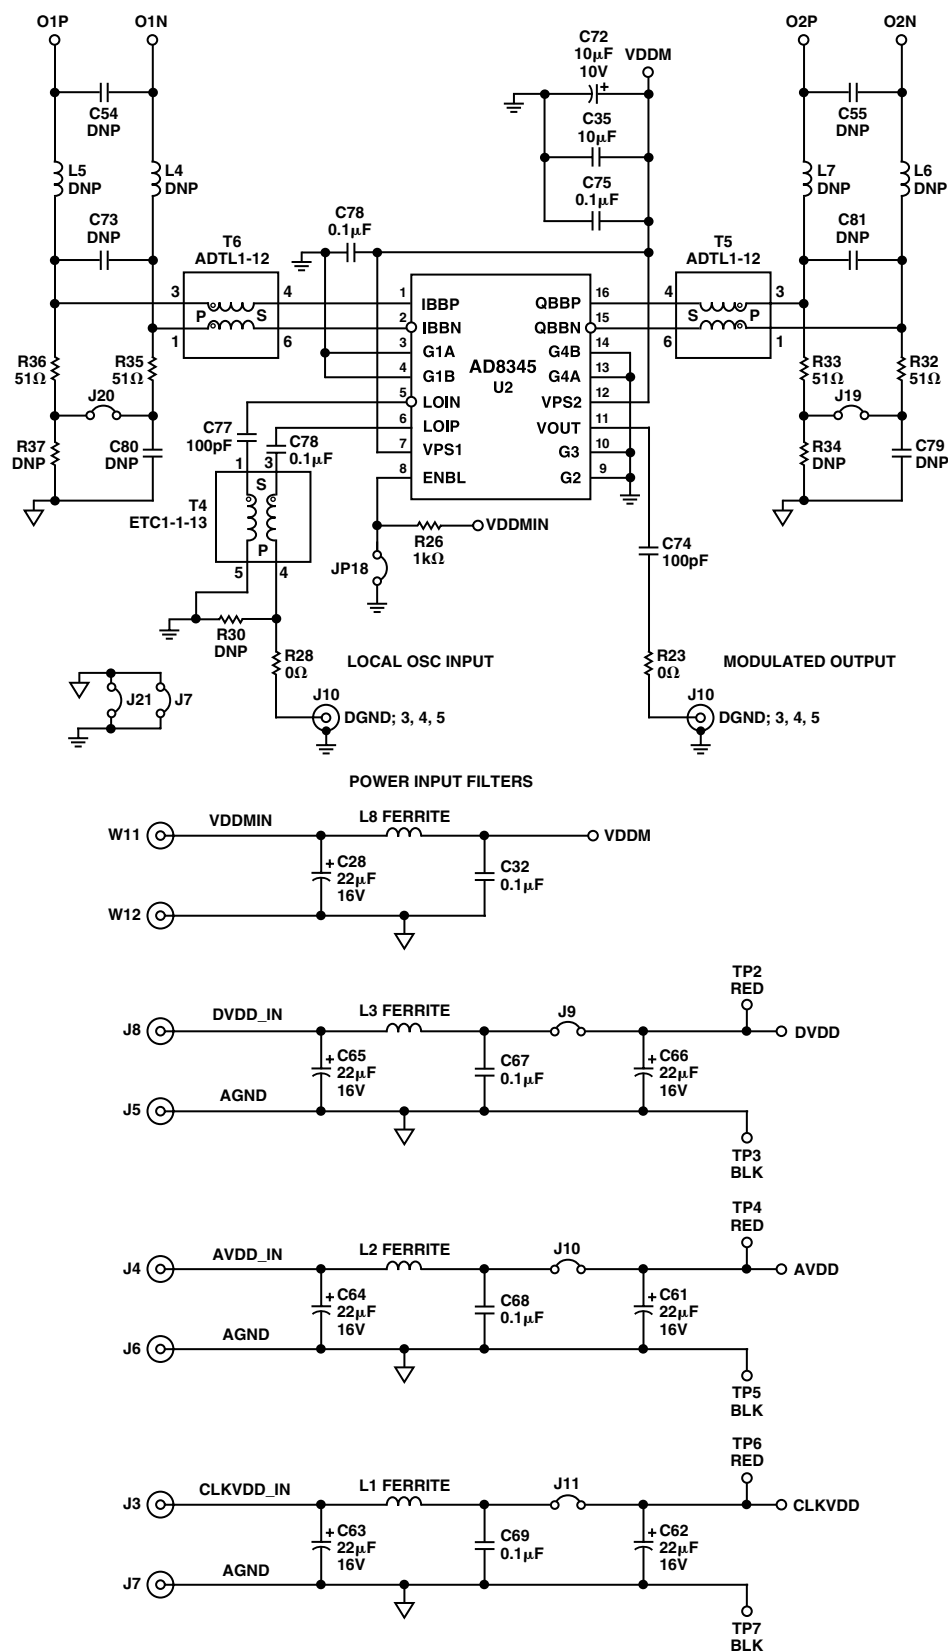 O1P O1N O2P O2N
C72
10µF
10V
VDDM
C54
DNP
C35
10µF
C55
DNP
L5
DNP
L4
DNP
C75
0.1µF
L7
DNP
L6
DNP
C73
DNP
C78
0.1µF
C81
DNP
T6
ADTL1-12
T5
ADTL1-12
3 4
P S
1 6
4 3
S P
6 1
1 IBBP
2 IBBN
3 G1A
4 G1B
5 LOIN
6 LOIP
7 VPS1
8 ENBL
AD8345
U2
QBBP 16
QBBN 15
G4B 14
G4A 13
VPS2 12
VOUT 11
G3 10
G2 9
R36
51Ω
R35
51Ω
J20
R37
DNP
C80
DNP
R33
51Ω
R32
51Ω
J19
R34
DNP
C79
DNP
C77
100pF
C78
0.1µF
1 3
S
T4
ETC1-1-13
P
5 4
R26
1kΩ
VDDMIN
JP18
C74
100pF
R30
DNP
R28
0Ω
LOCAL OSC INPUT
J10
DGND; 3, 4, 5
R23
0Ω
MODULATED OUTPUT
J10
DGND; 3, 4, 5
J21 J7
POWER INPUT FILTERS
W11 VDDMIN L8 FERRITE VDDM
+ C28
22µF
16V
C32
0.1µF
W12
TP2
RED
J8 DVDD_IN L3 FERRITE J9 DVDD
+ C65
22µF
16V
C67
0.1µF
+ C66
22µF
16V
J5 AGND
TP3
BLK
TP4
RED
J4 AVDD_IN L2 FERRITE J10 AVDD
+ C64
22µF
16V
C68
0.1µF
+ C61
22µF
16V
J6 AGND
TP5
BLK
TP6
RED
J3 CLKVDD_IN L1 FERRITE J11 CLKVDD
+ C63
22µF
16V
C69
0.1µF
+ C62
22µF
16V
J7 AGND
TP7
BLK